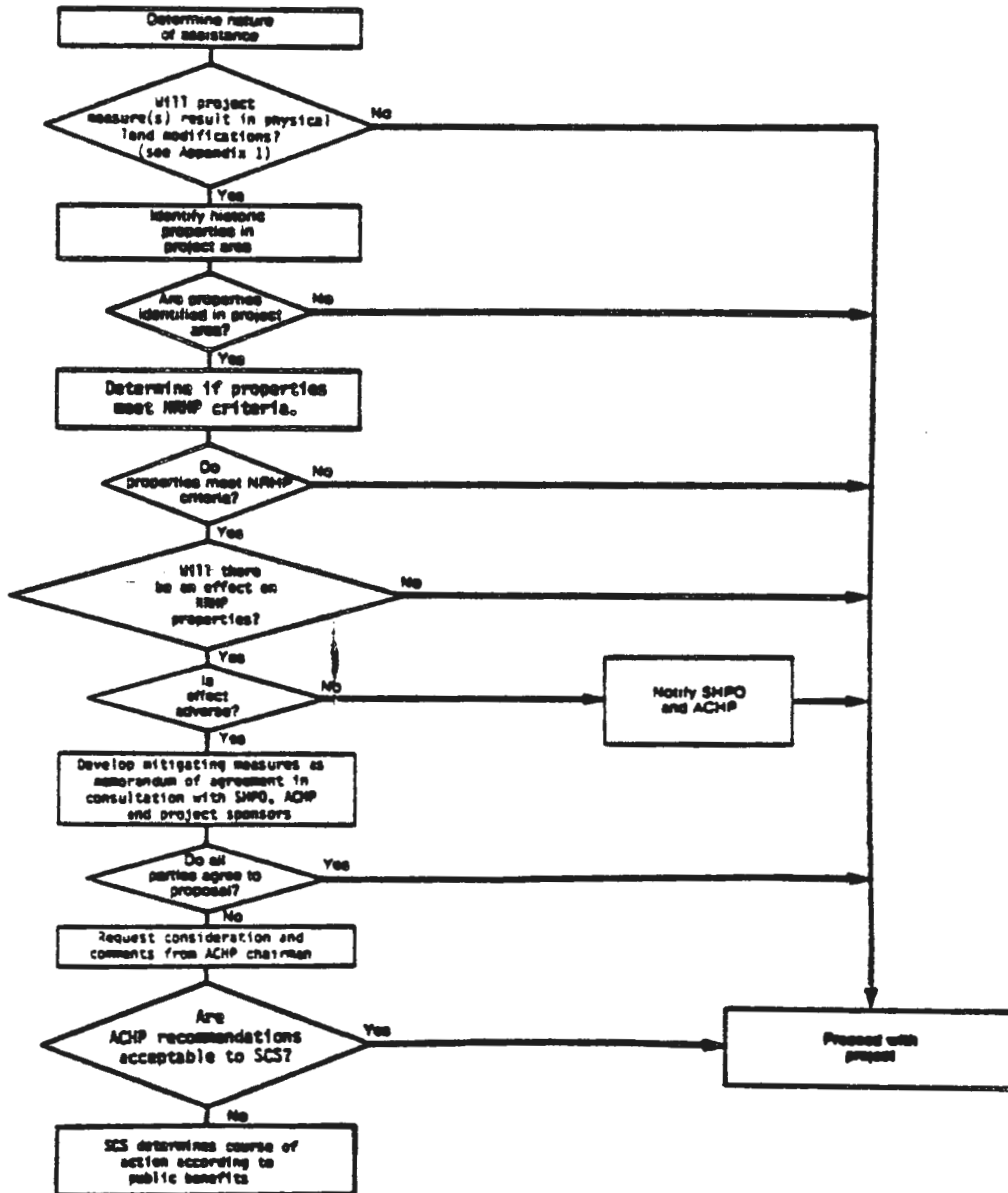 Determine nature
of assistance
Will project
measure(s) result in physical
land modifications?
(see Appendix 1)
No
Yes
Identify historic
properties in
project area
Are properties
identified in project
area?
No
Yes
Determine if properties
meet NRHP criteria.
Do
properties meet NRHP
criteria?
No
Yes
Will there
be an effect on
NRHP
properties?
No
Yes
Is
effect
adverse?
No
Notify SHPO
and ACHP
Yes
Develop mitigating measures as
memorandum of agreement in
consultation with SHPO, ACHP
and project sponsors
Do all
parties agree to
proposal?
Yes
No
Request consideration and
comments from ACHP chairman
Are
ACHP recommendations
acceptable to SCS?
Yes
Proceed with
project
No
SCS determines course of
action according to
public benefits